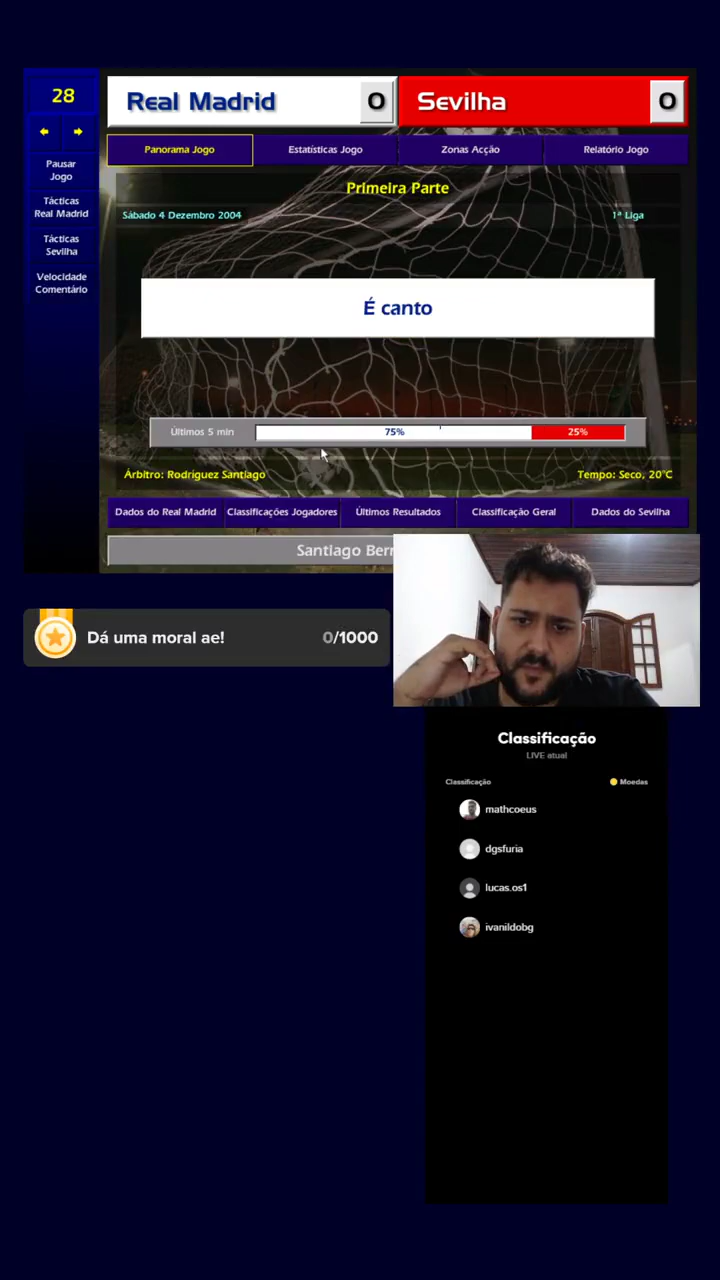 28
Real Madrid 0
Sevilha 0
Panorama Jogo
Estatísticas Jogo
Zonas Acção
Relatório Jogo
Pausar
Jogo
Tácticas
Real Madrid
Tácticas
Sevilha
Velocidade
Comentário
Primeira Parte
Sábado 4 Dezembro 2004
1ª Liga
É canto
Últimos 5 min
75%
25%
Árbitro: Rodríguez Santiago
Tempo: Seco, 20°C
Dados do Real Madrid
Classificações Jogadores
Últimos Resultados
Classificação Geral
Dados do Sevilha
Santiago Berr
Dá uma moral ae!
0/1000
Classificação
LIVE atual
Classificação
Moedas
mathcoeus
dgsfuria
lucas.os1
ivanildobg